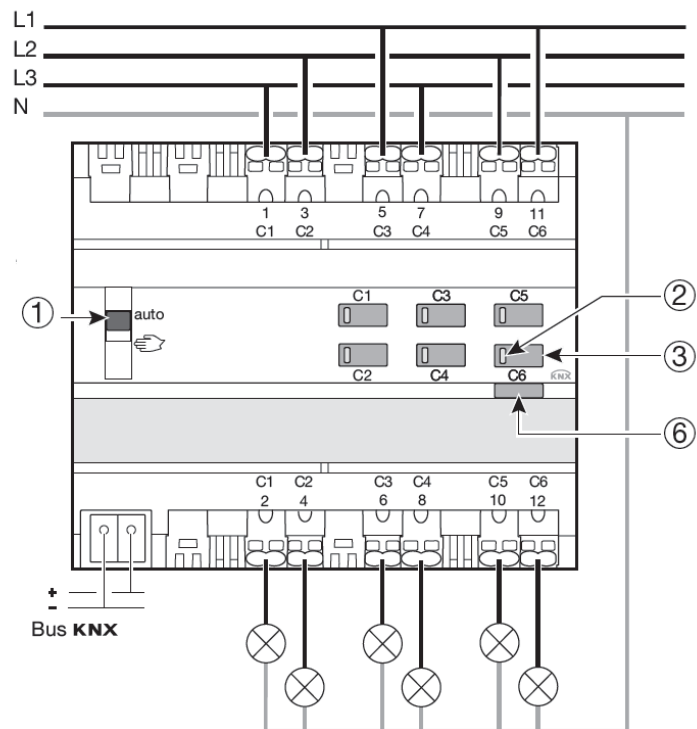 L1
L2
L3
N
1 3 5 7 9 11
C1 C2 C3 C4 C5 C6
C1 C3 C5
① auto
②
③
C2 C4 C6 KNX
⑥
C1 C2 C3 C4 C5 C6
2 4 6 8 10 12
+
-
Bus KNX